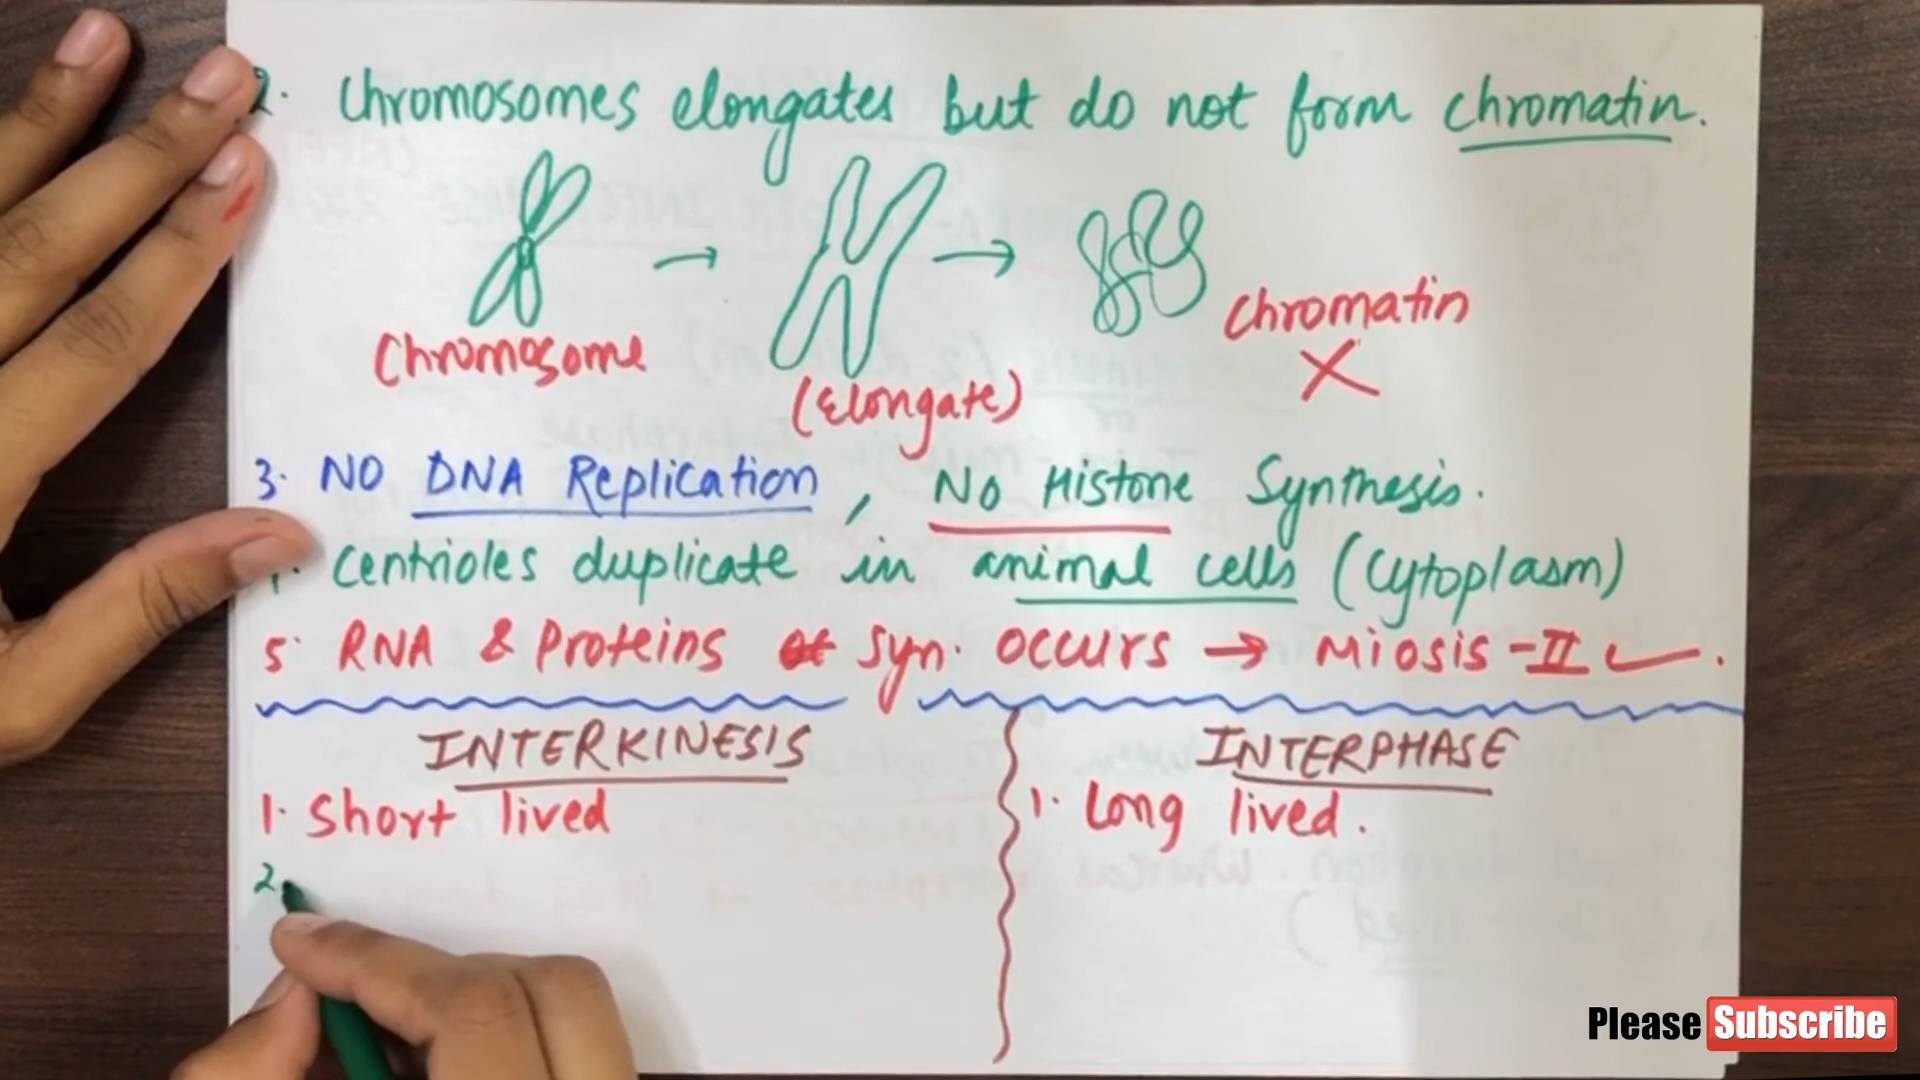 2. Chromosomes elongates but do not form chromatin.
Chromosome
(Elongate)
Chromatin
X
3. NO DNA Replication, No Histone Synthesis.
Centrioles duplicate in animal cells (cytoplasm)
5. RNA & Proteins syn. occurs → Miosis-II
INTERKINESIS
1. Short lived
2.
INTERPHASE
1. Long lived.
Please Subscribe